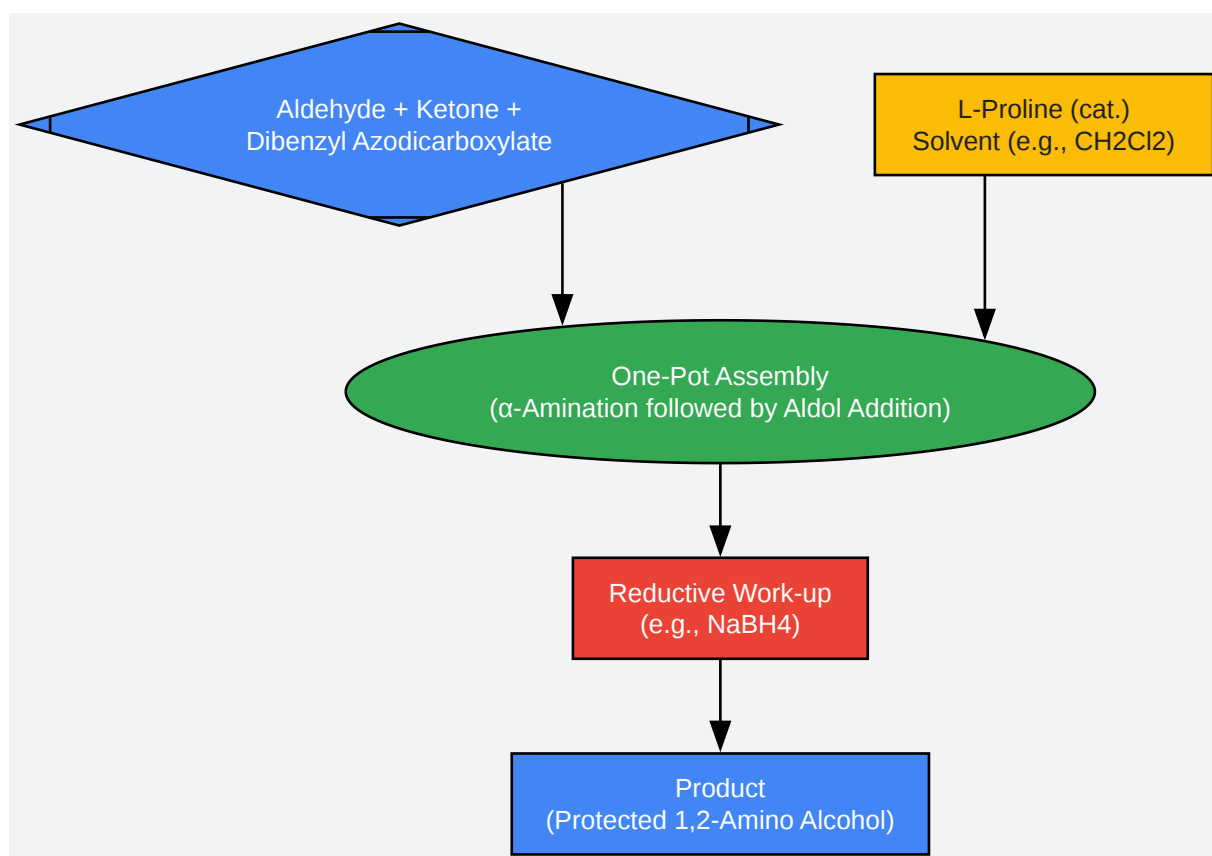 Aldehyde + Ketone +
Dibenzyl Azodicarboxylate
L-Proline (cat.)
Solvent (e.g., CH2Cl2)
One-Pot Assembly
(α-Amination followed by Aldol Addition)
Reductive Work-up
(e.g., NaBH4)
Product
(Protected 1,2-Amino Alcohol)